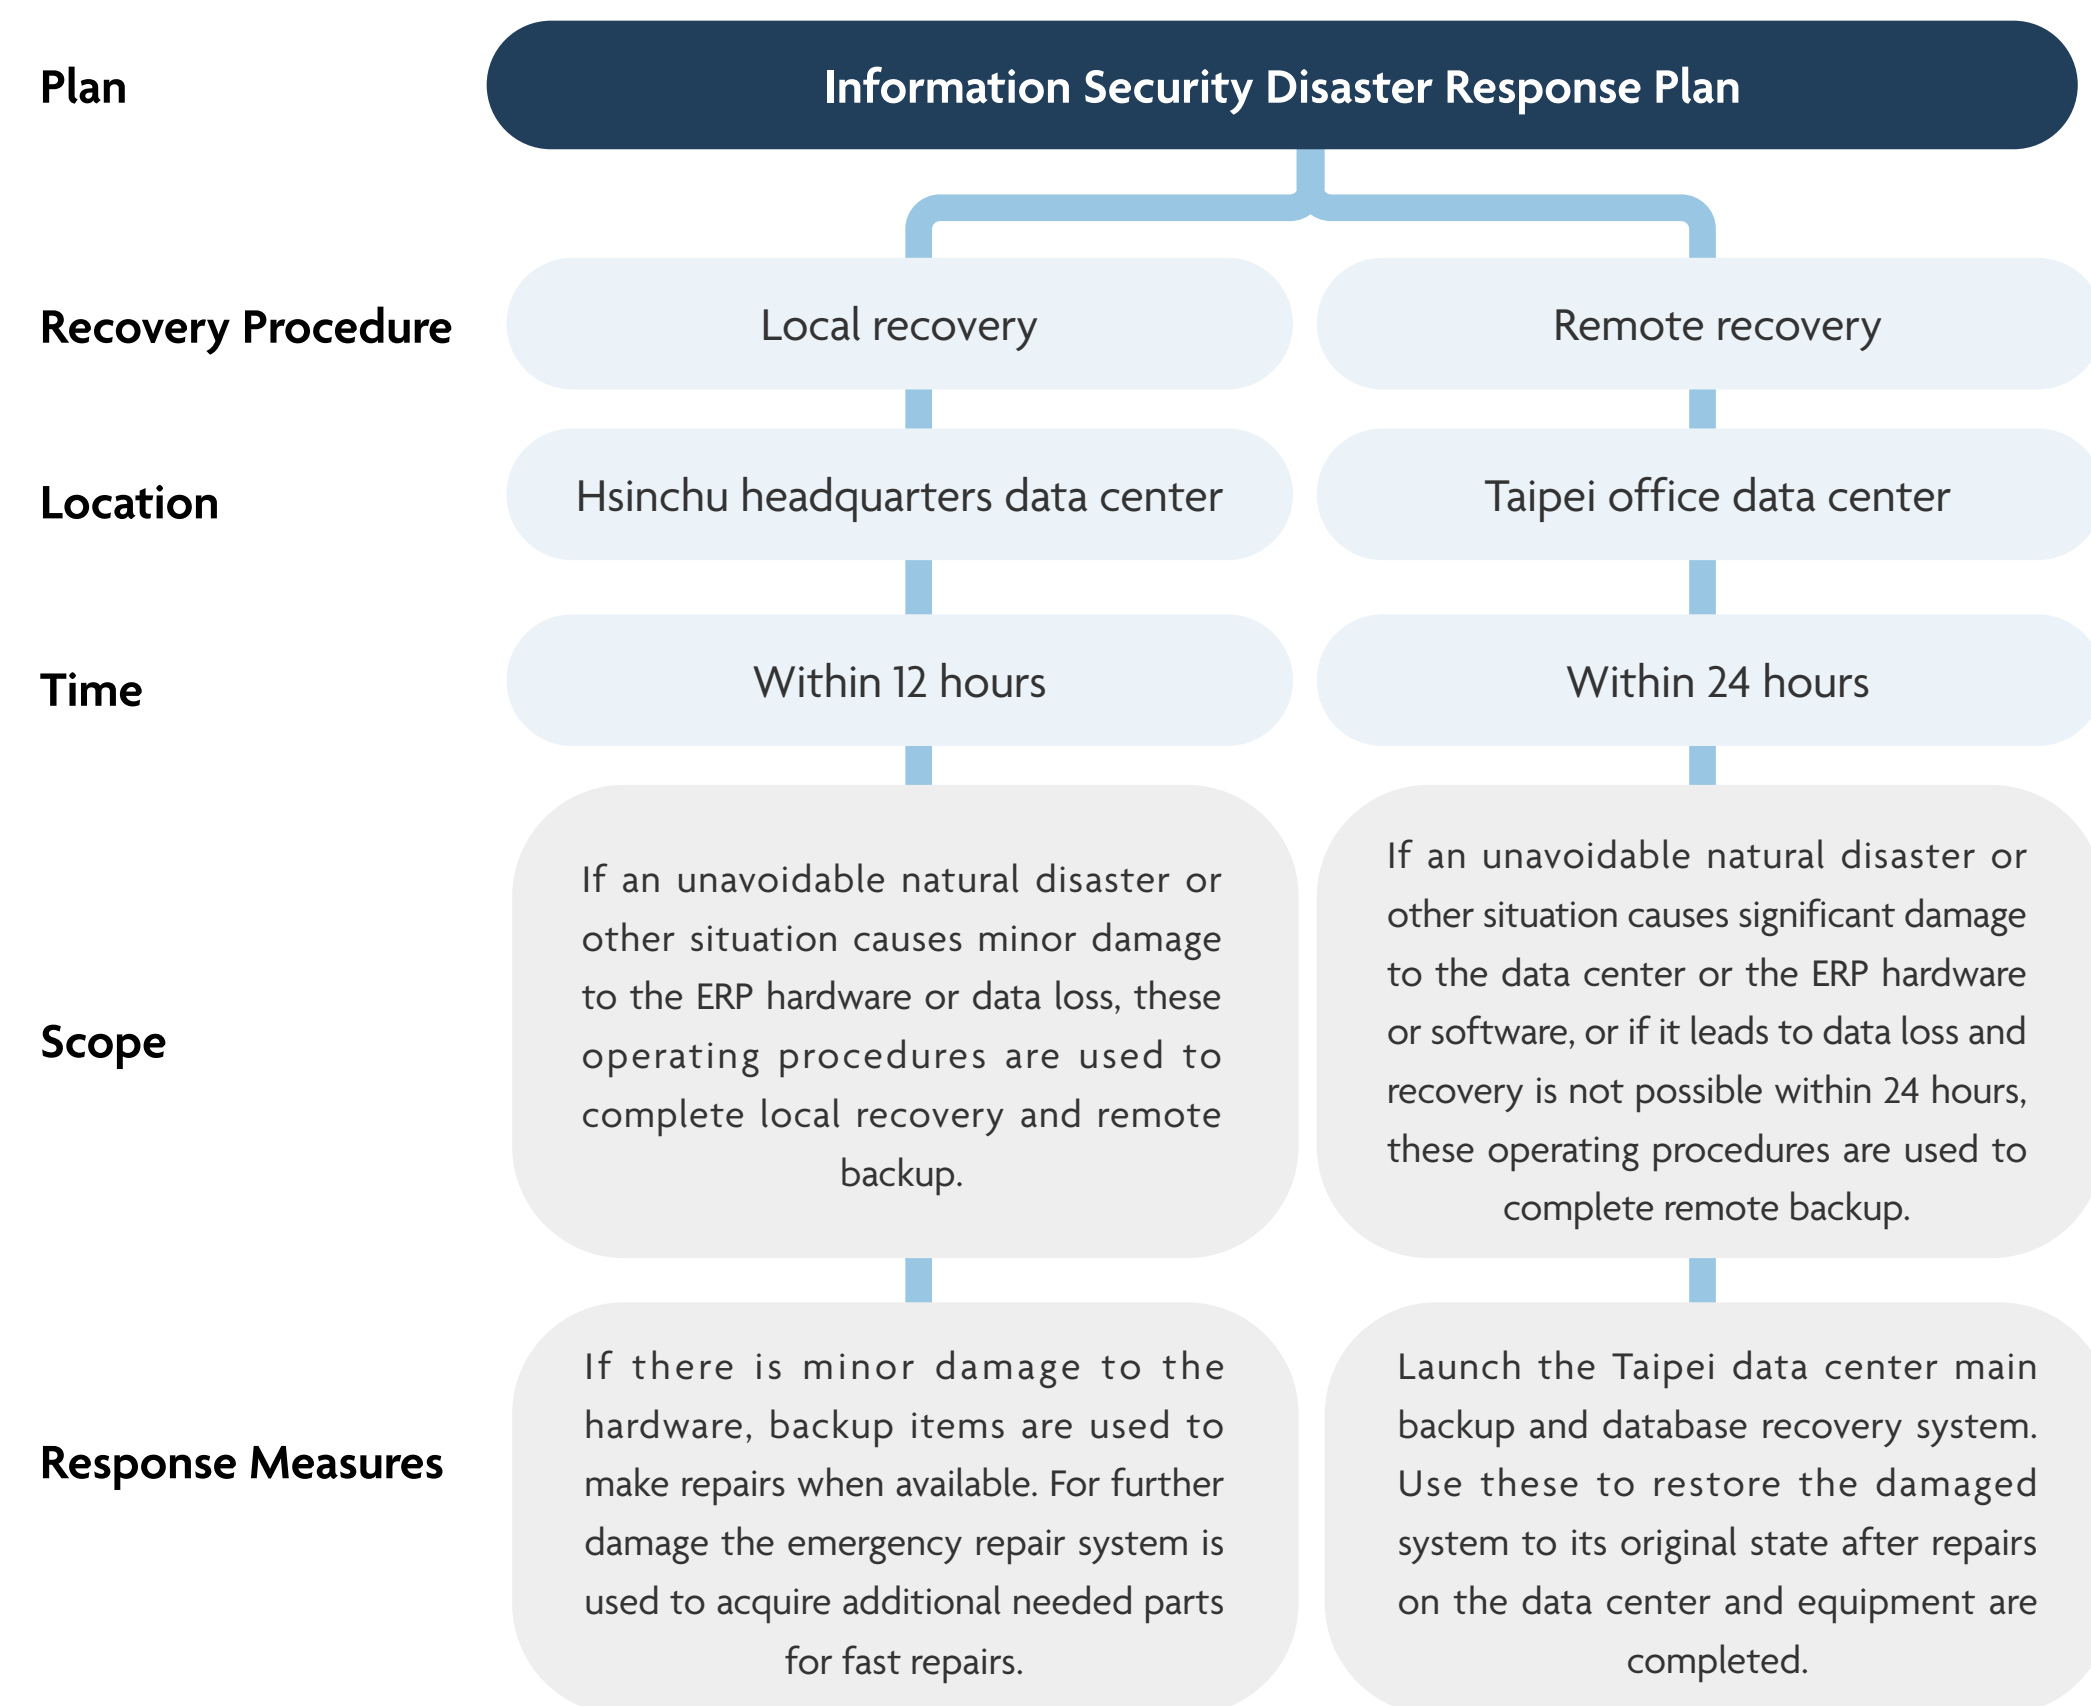 Plan
Information Security Disaster Response Plan
Recovery Procedure
Local recovery
Remote recovery
Location
Hsinchu headquarters data center
Taipei office data center
Time
Within 12 hours
Within 24 hours
Scope
If an unavoidable natural disaster or
other situation causes minor damage
to the ERP hardware or data loss, these
operating procedures are used to
complete local recovery and remote
backup.
If an unavoidable natural disaster or
other situation causes significant damage
to the data center or the ERP hardware
or software, or if it leads to data loss and
recovery is not possible within 24 hours,
these operating procedures are used to
complete remote backup.
Response Measures
If there is minor damage to the
hardware, backup items are used to
make repairs when available. For further
damage the emergency repair system is
used to acquire additional needed parts
for fast repairs.
Launch the Taipei data center main
backup and database recovery system.
Use these to restore the damaged
system to its original state after repairs
on the data center and equipment are
completed.